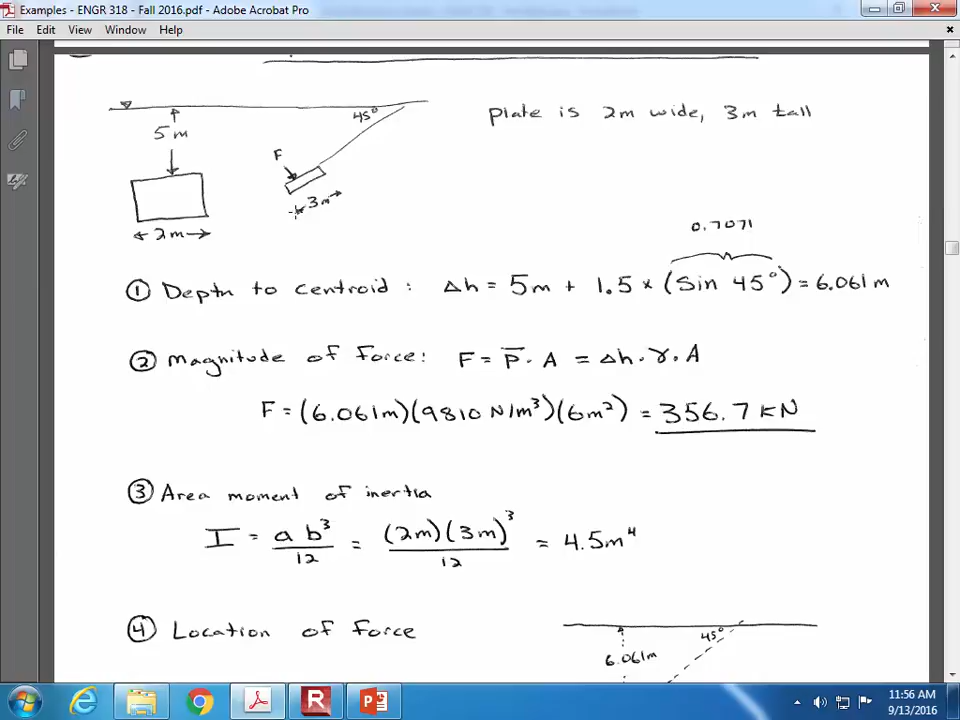 Examples - ENGR 318 - Fall 2016.pdf - Adobe Acrobat Pro
File Edit View Window Help
45°
5 m
F
3m
2m
plate is 2m wide, 3m tall
0.7071
① Depth to centroid: Δh = 5m + 1.5 × (Sin 45°) = 6.061 m
② Magnitude of force: F = P̅ · A = Δh · γ · A
F = (6.061m)(9810 N/m³)(6m²) = 356.7 kN
③ Area moment of inertia
I = a b³ / 12 = (2m)(3m)³ / 12 = 4.5m⁴
④ Location of force
45°
6.061m
11:56 AM
9/13/2016